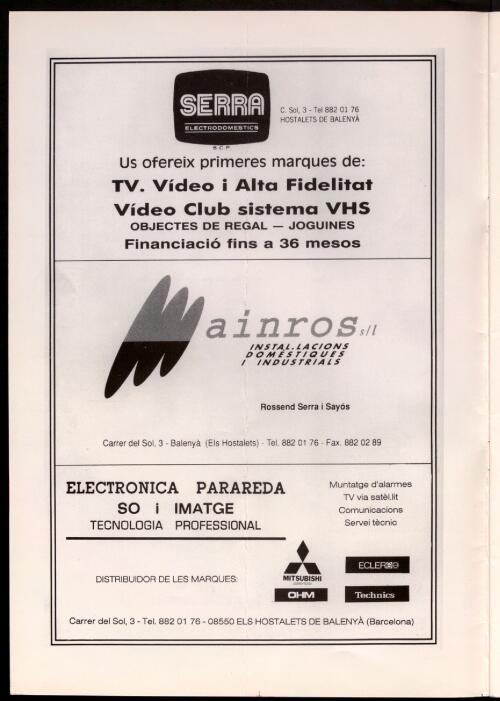 SERRA
ELECTRODOMESTICS
S.C.P.
C. Sol, 3 - Tel 882 01 76
HOSTALETS DE BALENYÀ
Us ofereix primeres marques de:
TV. Vídeo i Alta Fidelitat
Vídeo Club sistema VHS
OBJECTES DE REGAL — JOGUINES
Financiació fins a 36 mesos
Mainros s/l
INSTAL.LACIONS
DOMÈSTIQUES
I INDUSTRIALS
Rossend Serra i Sayós
Carrer del Sol, 3 - Balenyà (Els Hostalets) - Tel. 882 01 76 - Fax. 882 02 89
ELECTRONICA PARAREDA
SO i IMATGE
TECNOLOGIA PROFESSIONAL
Muntatge d'alarmes
TV via satèl.lit
Comunicacions
Servei tècnic
DISTRIBUIDOR DE LES MARQUES:
MITSUBISHI
OHM
ECLER
Technics
Carrer del Sol, 3 - Tel. 882 01 76 - 08550 ELS HOSTALETS DE BALENYÀ (Barcelona)